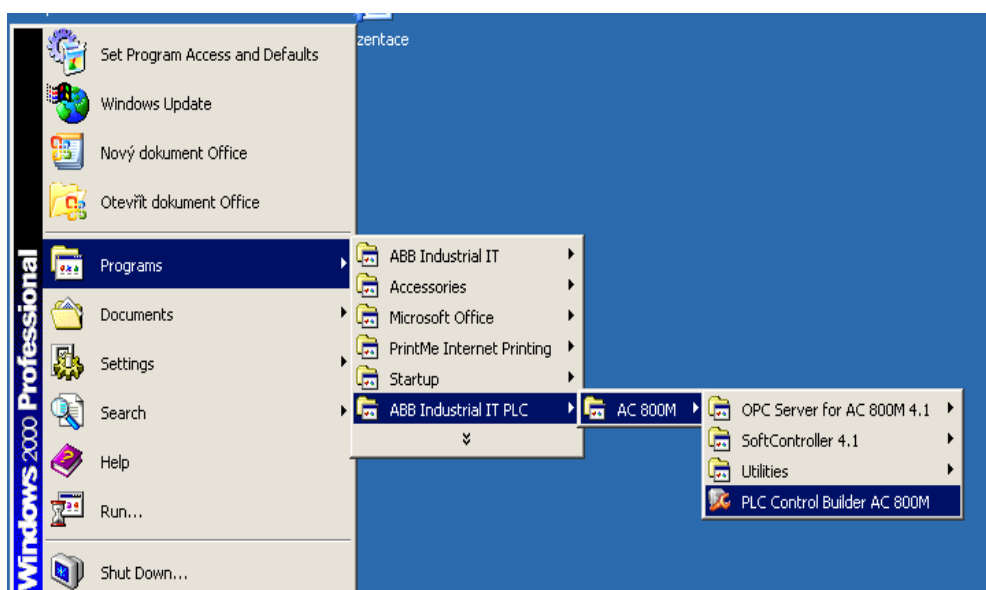 zentace
Set Program Access and Defaults
Windows Update
Nový dokument Office
Otevřít dokument Office
Programs
Documents
Settings
Search
Help
Run...
Shut Down...
Windows 2000 Professional
ABB Industrial IT
Accessories
Microsoft Office
PrintMe Internet Printing
Startup
ABB Industrial IT PLC
AC 800M
OPC Server for AC 800M 4.1
SoftController 4.1
Utilities
PLC Control Builder AC 800M